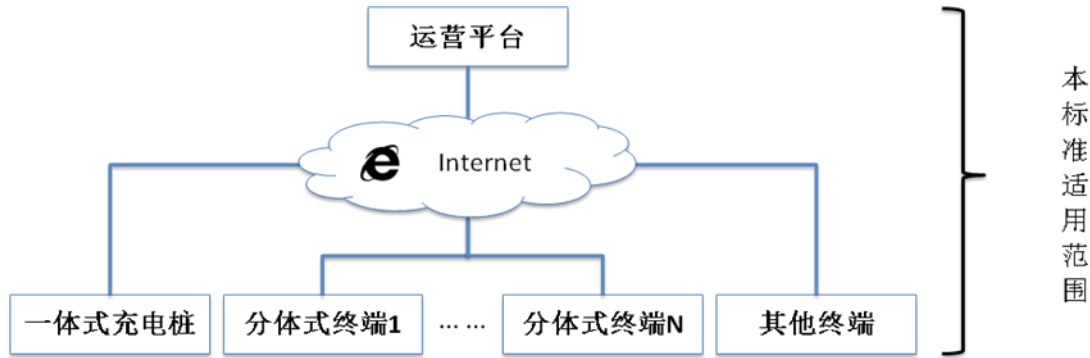 运营平台
Internet
一体式充电桩
分体式终端1
... ...
分体式终端N
其他终端
本标准适用范围